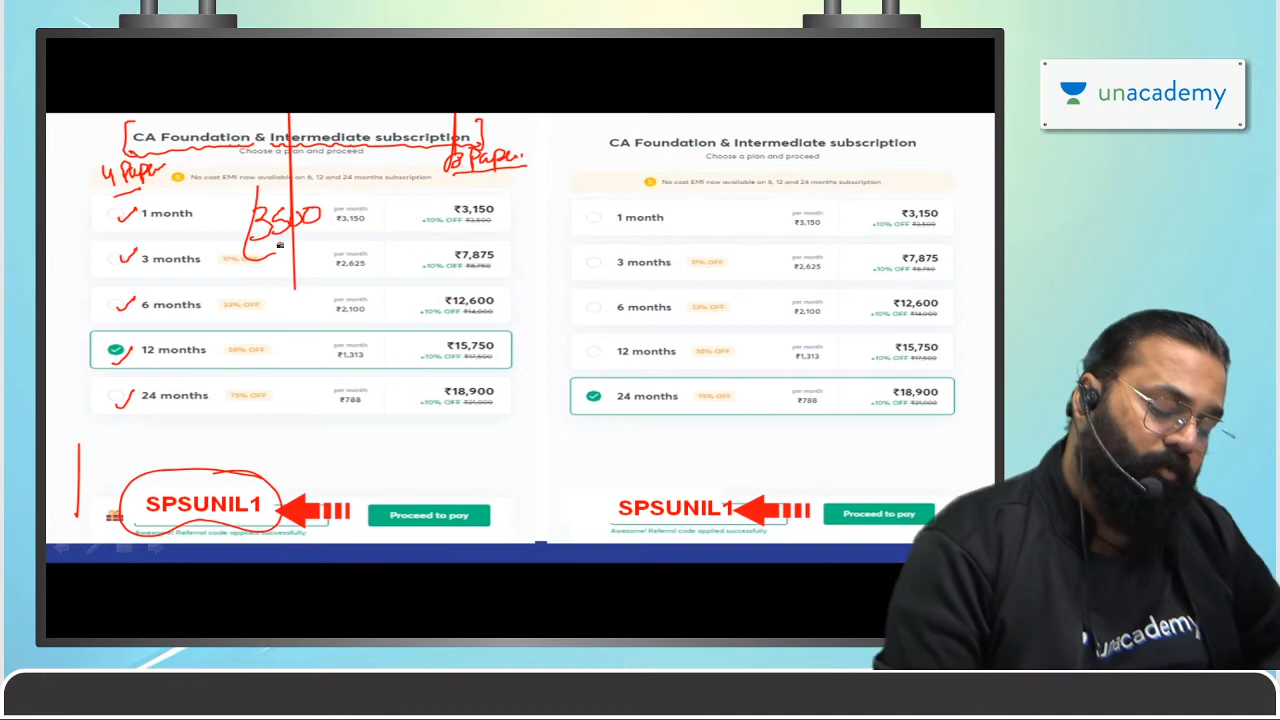 unacademy
CA Foundation & Intermediate subscription
Choose a plan and proceed
4 Paper
8 Paper.
No cost EMI now available on 6, 12 and 24 months subscription
1 month
3500
per month
₹3,150
₹3,150
+10% OFF ₹3,500
3 months
17% OFF
per month
₹2,625
₹7,875
+10% OFF ₹8,750
6 months
33% OFF
per month
₹2,100
₹12,600
+10% OFF ₹14,000
12 months
58% OFF
per month
₹1,313
₹15,750
+10% OFF ₹17,500
24 months
75% OFF
per month
₹788
₹18,900
+10% OFF ₹21,000
SPSUNIL1
Awesome! Referral code applied successfully
Proceed to pay
CA Foundation & Intermediate subscription
Choose a plan and proceed
No cost EMI now available on 6, 12 and 24 months subscription
1 month
per month
₹3,150
₹3,150
+10% OFF ₹3,500
3 months
17% OFF
per month
₹2,625
₹7,875
+10% OFF ₹8,750
6 months
33% OFF
per month
₹2,100
₹12,600
+10% OFF ₹14,000
12 months
58% OFF
per month
₹1,313
₹15,750
+10% OFF ₹17,500
24 months
75% OFF
per month
₹788
₹18,900
+10% OFF ₹21,000
SPSUNIL1
Awesome! Referral code applied successfully
Proceed to pay
unacademy